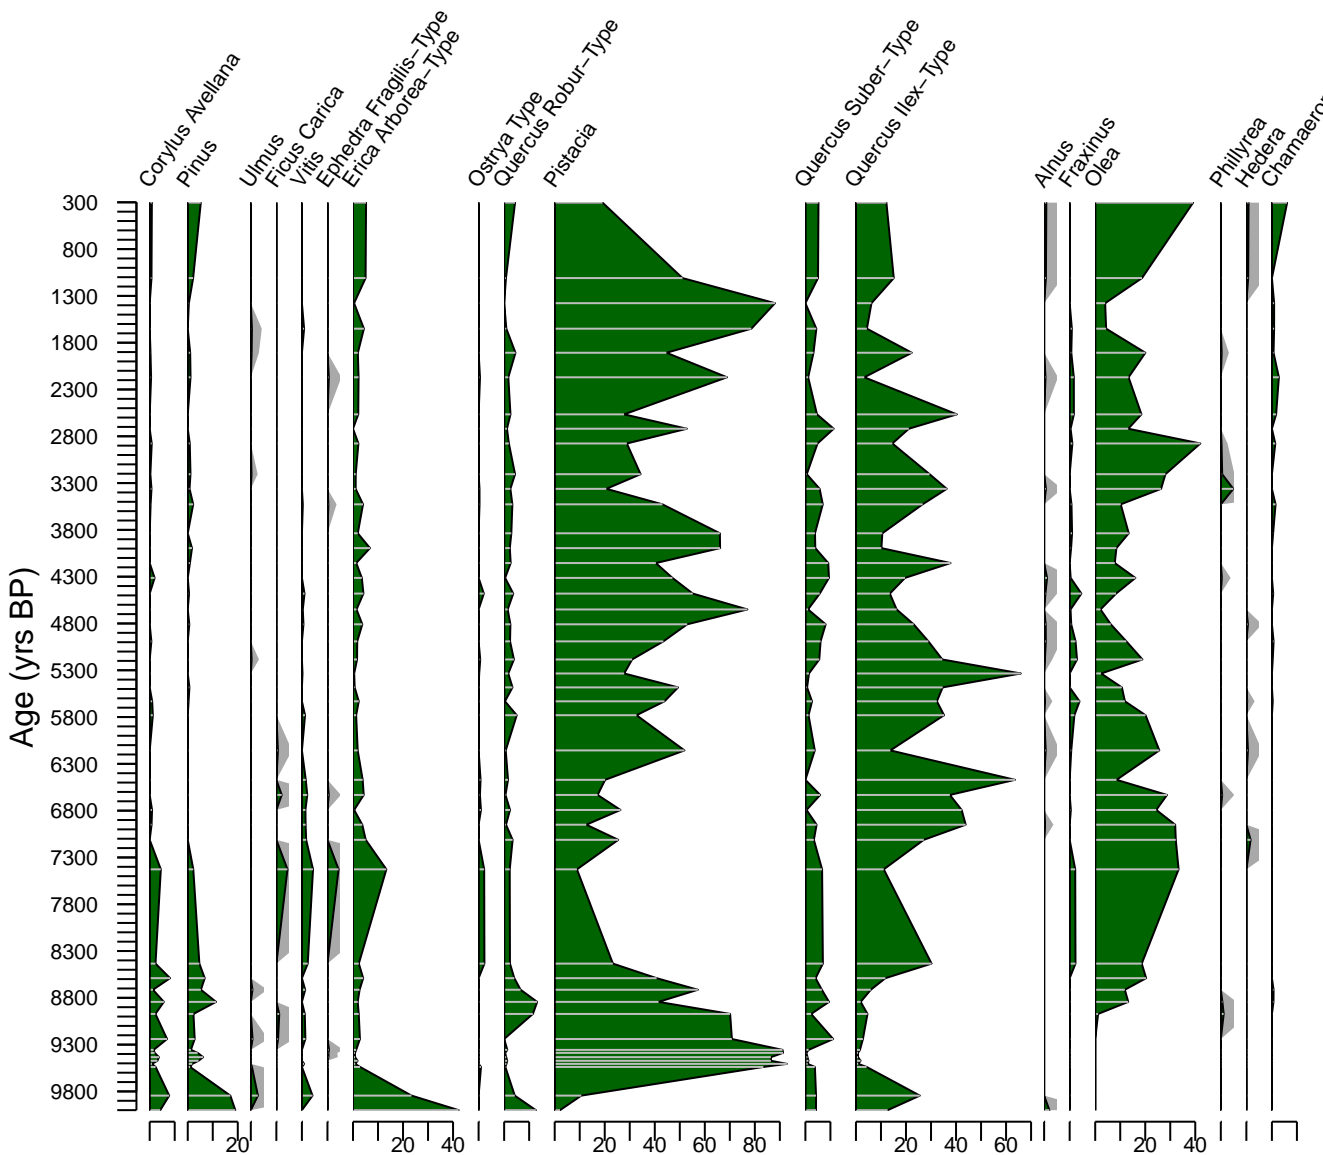 Corylus Avellana
Pinus
Ulmus
Ficus Carica
Vitis
Ephedra Fragilis−Type
Erica Arborea−Type
Ostrya Type
Quercus Robur−Type
Pistacia
Quercus Suber−Type
Quercus Ilex−Type
Alnus
Fraxinus
Olea
Phillyrea
Hedera
Chamaerop
Age (yrs BP)
300
800
1300
1800
2300
2800
3300
3800
4300
4800
5300
5800
6300
6800
7300
7800
8300
8800
9300
9800
20 20 40 20 40 60 80 20 40 20 40